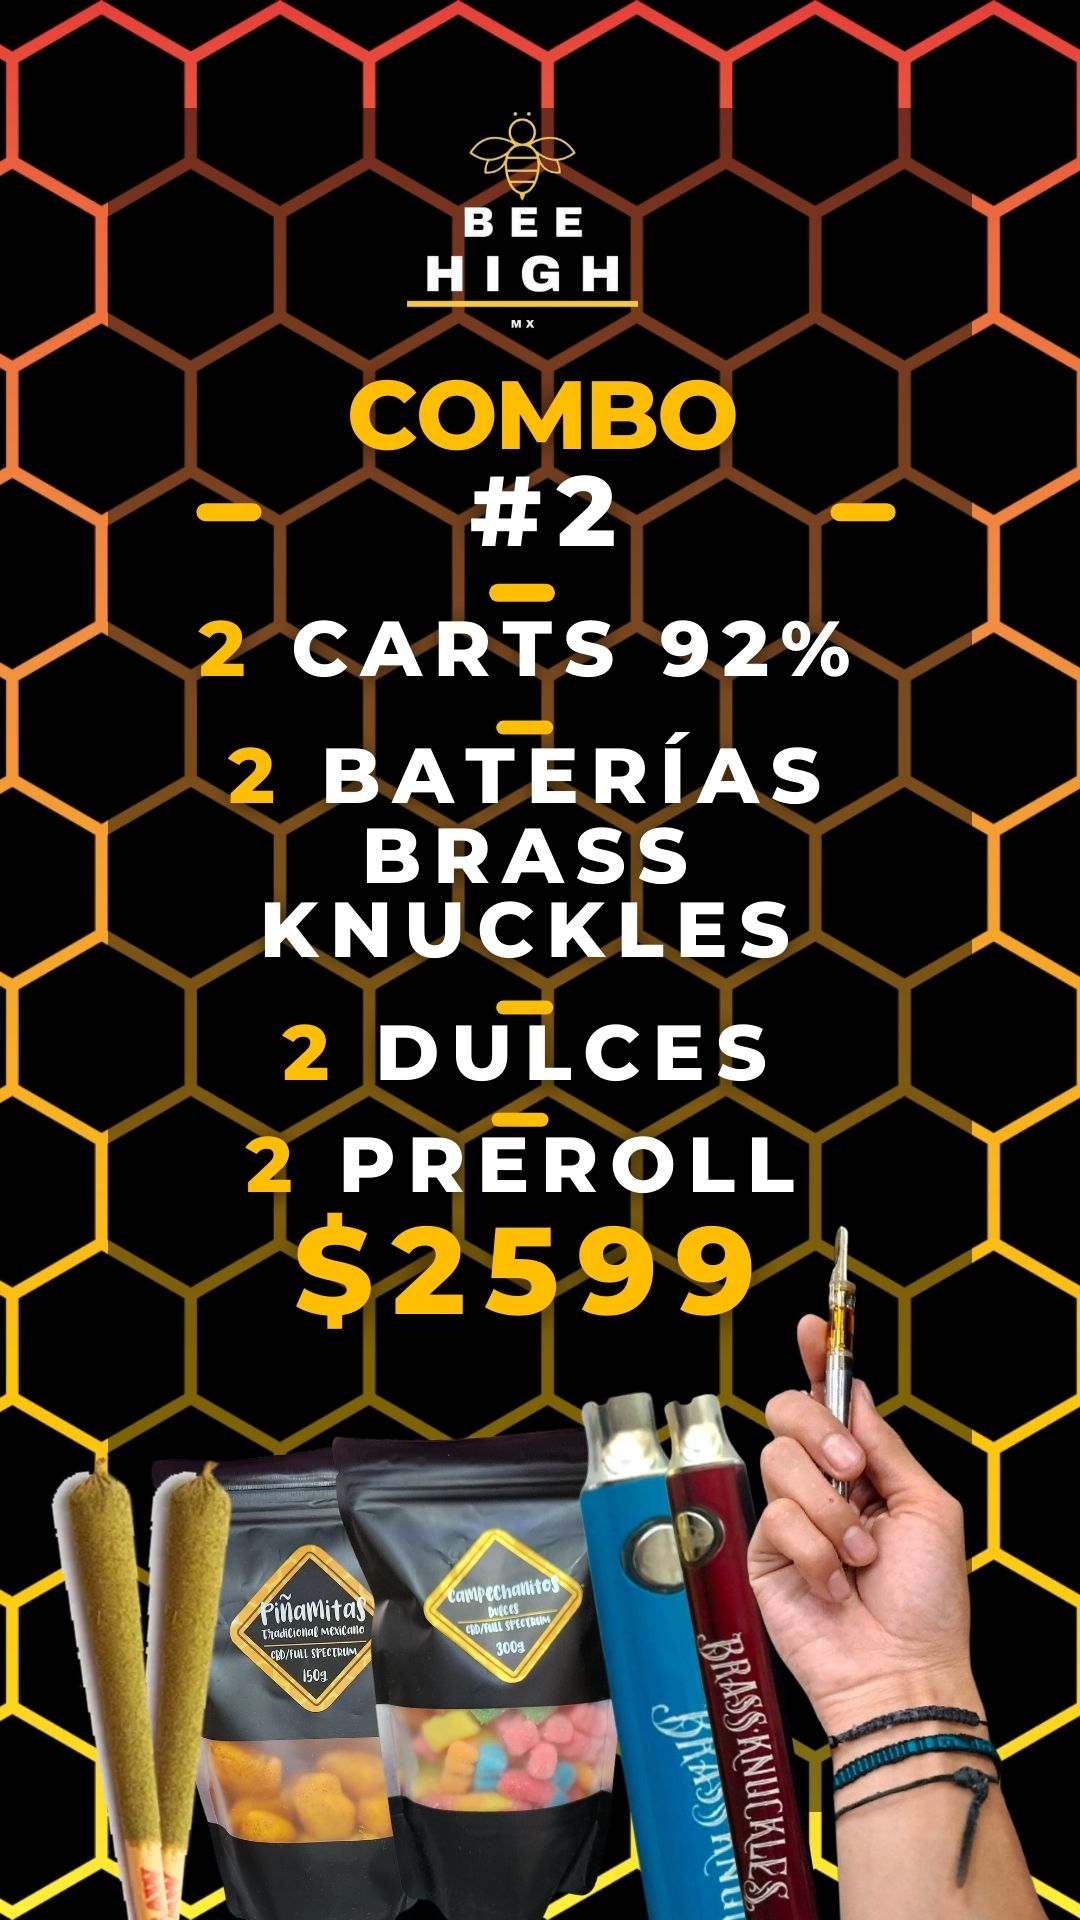 BEE
HIGH
MX
COMBO
#2
2 CARTS 92%
2 BATERÍAS
BRASS
KNUCKLES
2 DULCES
2 PREROLL
$2599
Piñamitas
Tradicional mexicano
CBD/FULL SPECTRUM
150g
Campechanitos
Dulces
CBD/FULL SPECTRUM
300g
BRASS KNUCKLES
BRASS·KNUCKLES
RAW